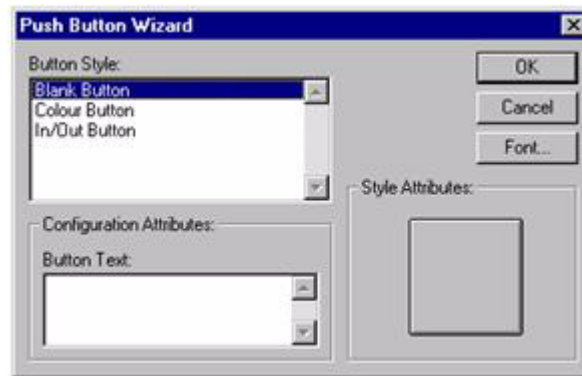 Push Button Wizard
Button Style:
Blank Button
Colour Button
In/Out Button
OK
Cancel
Font...
Configuration Attributes:
Button Text:
Style Attributes: